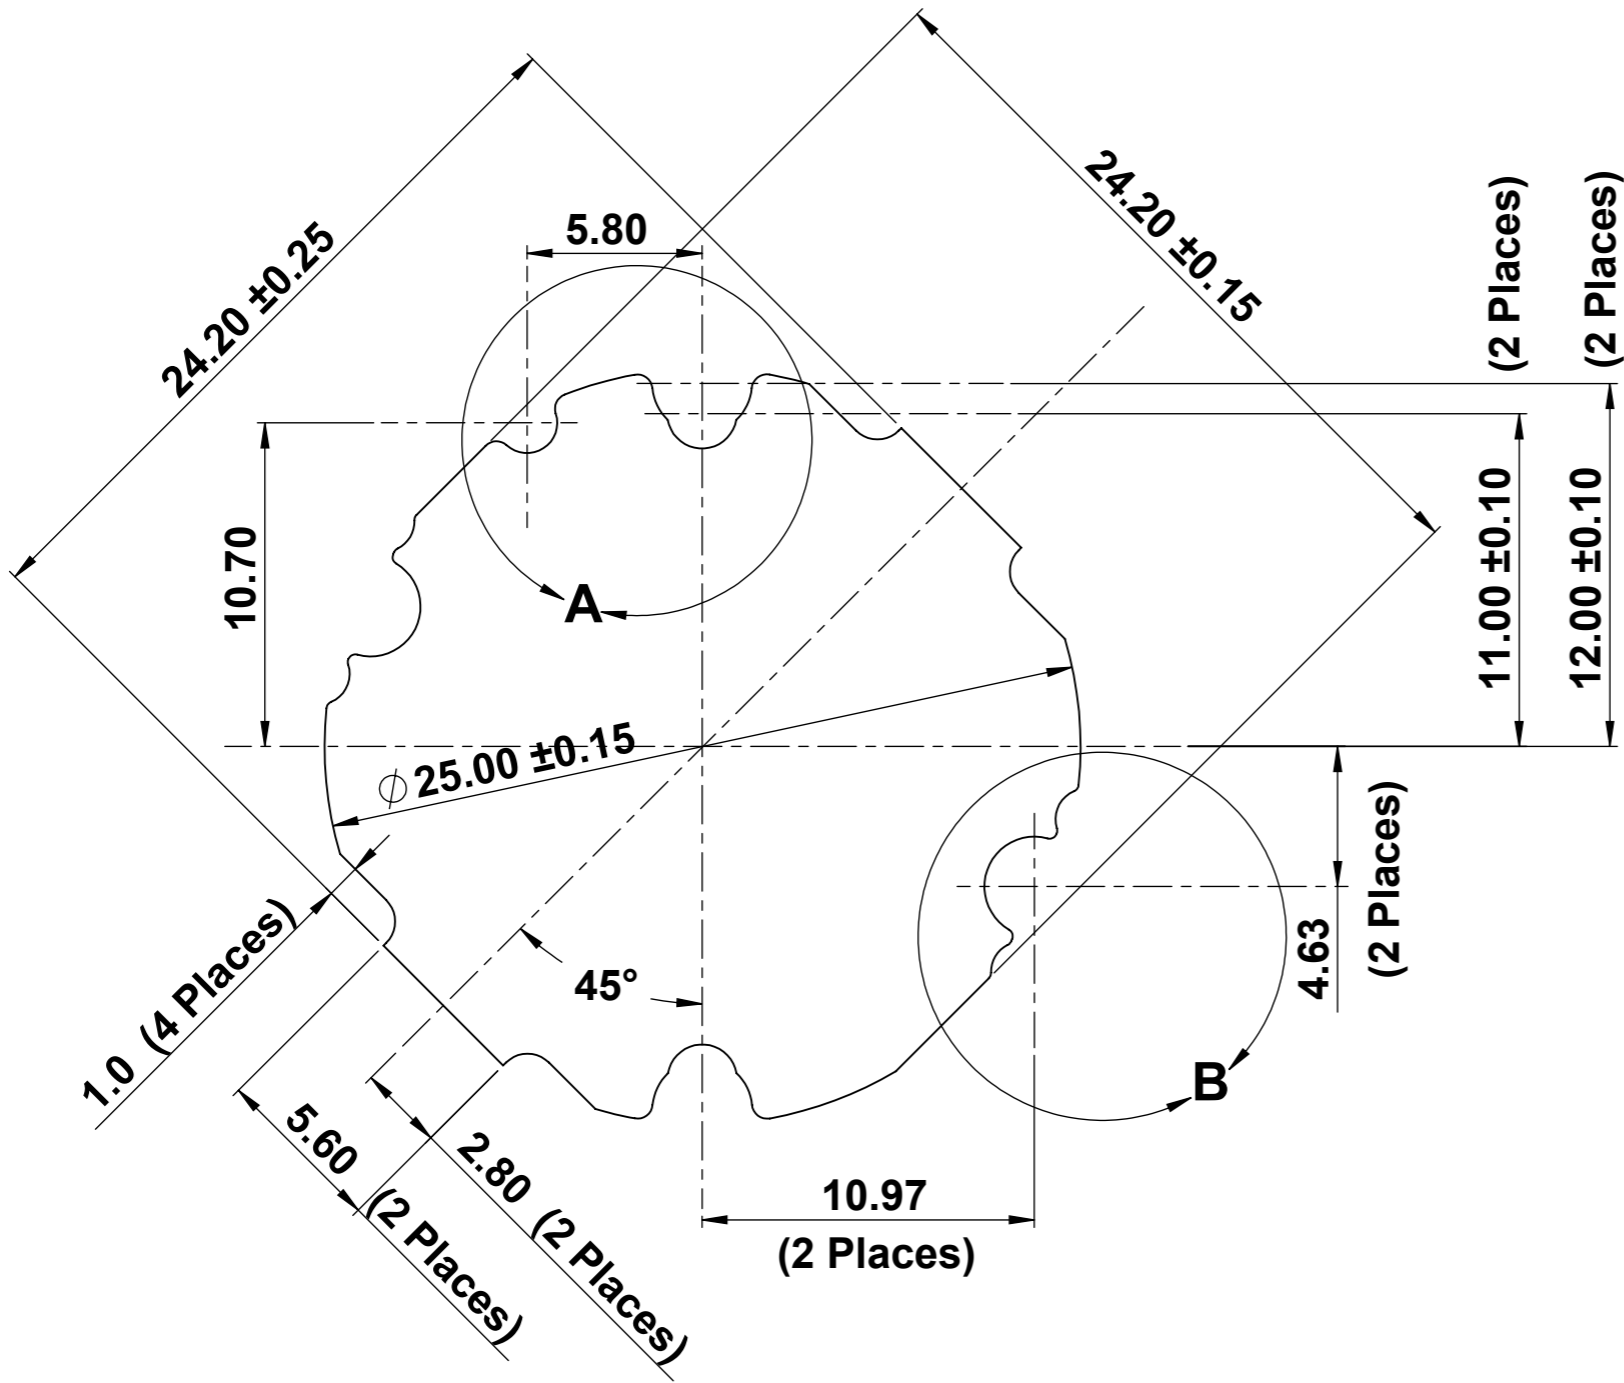 24.20 ±0.25
5.80
24.20 ±0.15
(2 Places)
(2 Places)
11.00 ±0.10
12.00 ±0.10
10.70
A
∅ 25.00 ±0.15
1.0 (4 Places)
45°
4.63
(2 Places)
B
5.60
(2 Places)
2.80 (2 Places)
10.97
(2 Places)